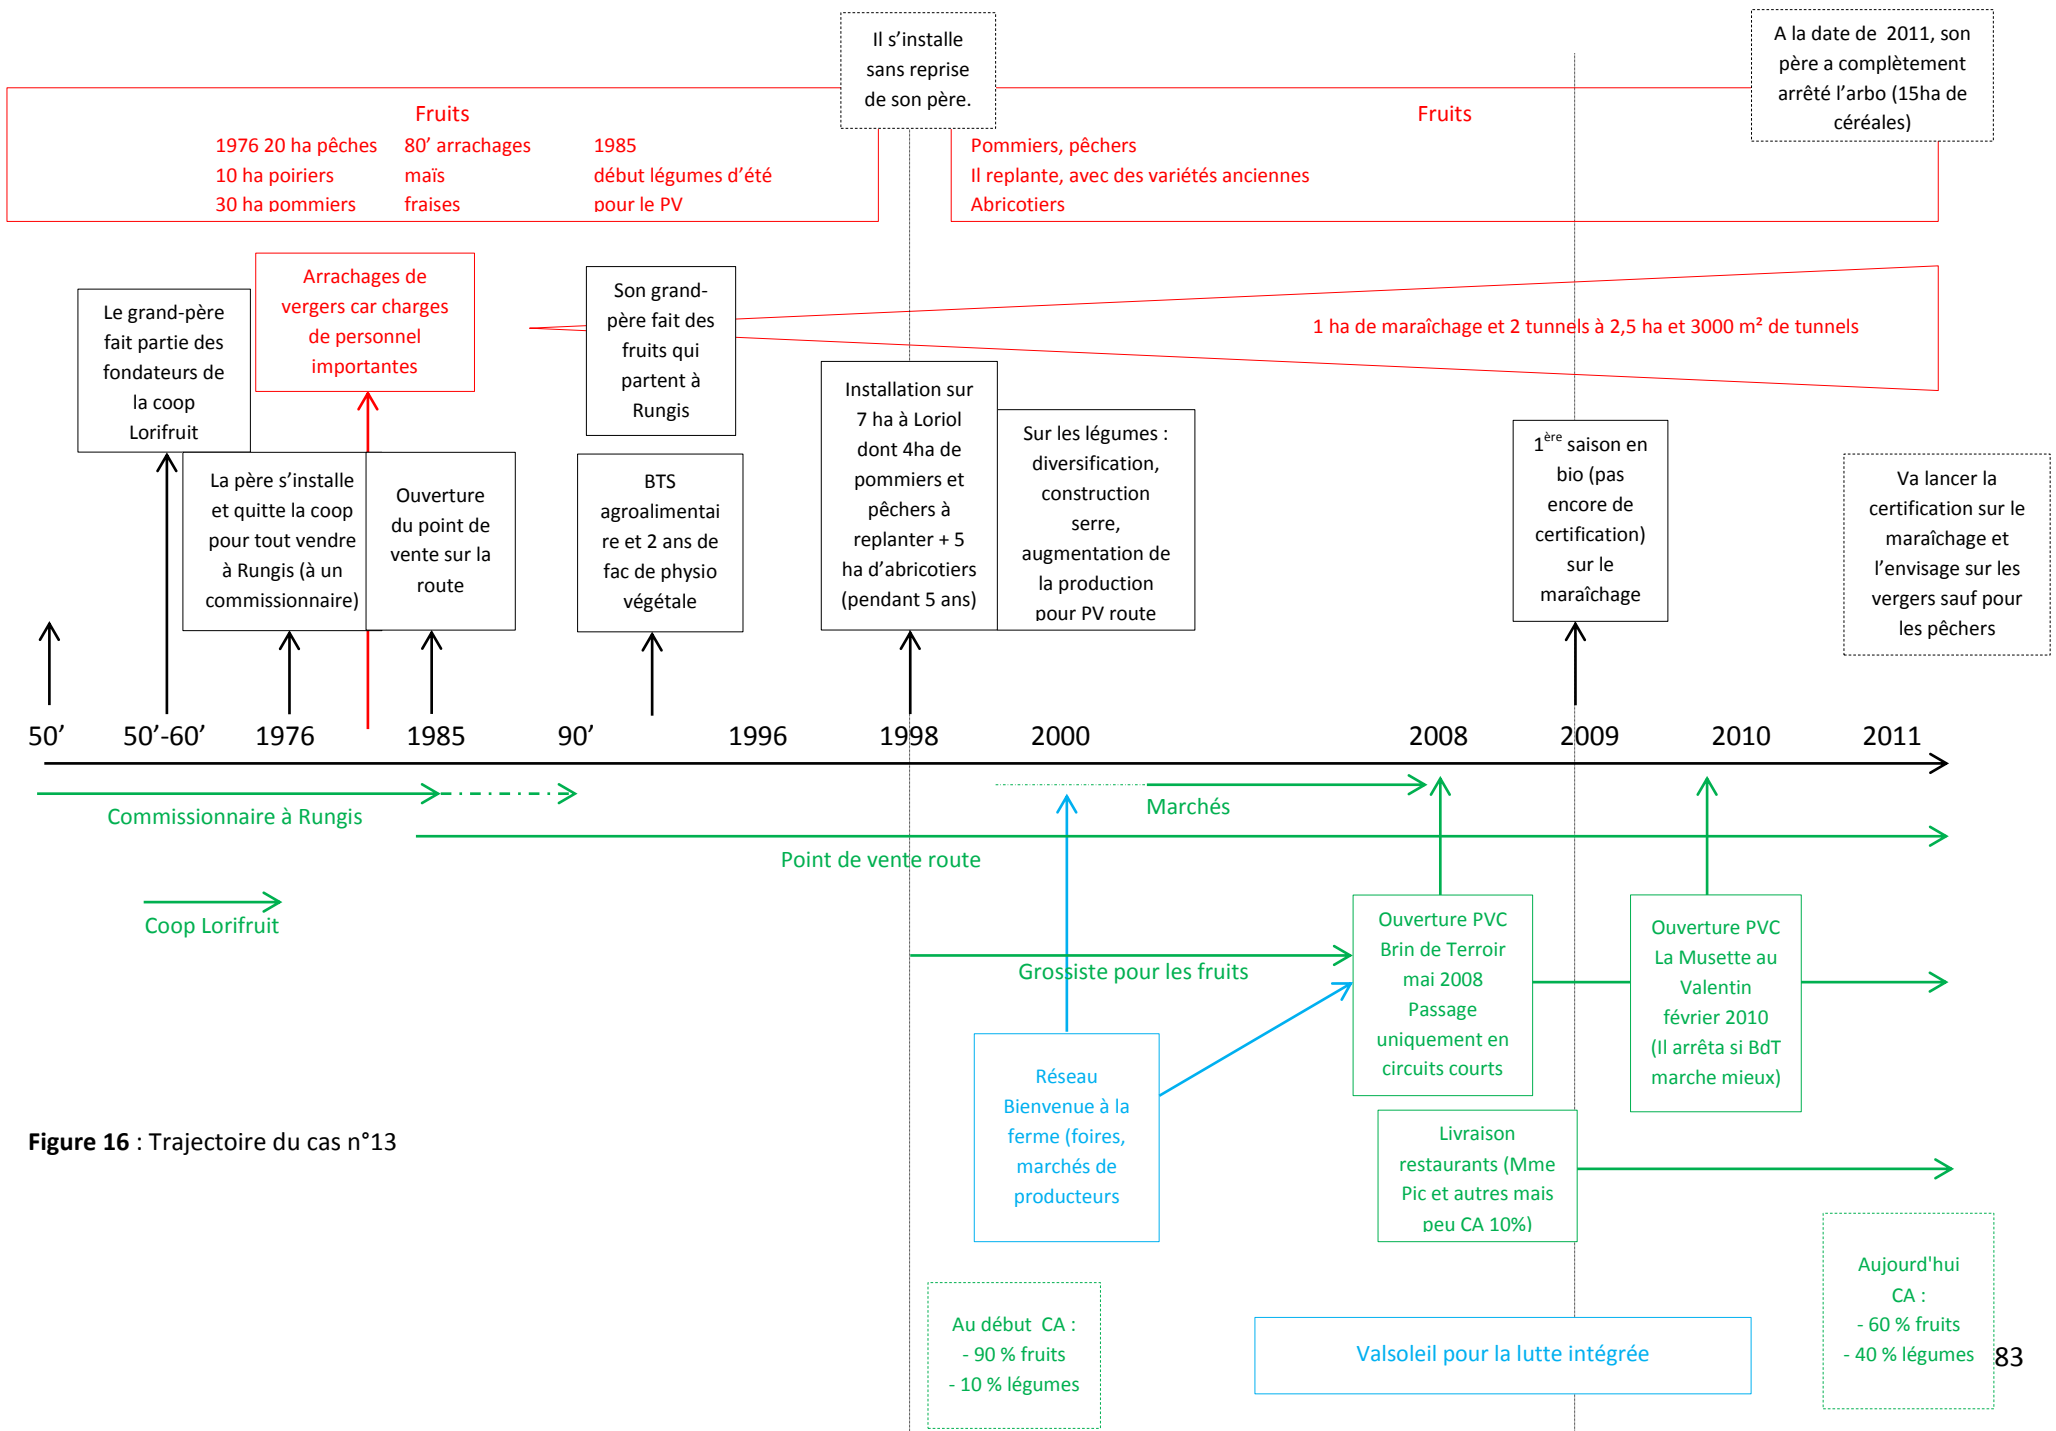 Il s’installe
sans reprise
de son père.
A la date de 2011, son
père a complètement
arrêté l’arbo (15ha de
céréales)
Fruits
1976 20 ha pêches
10 ha poiriers
30 ha pommiers
80’ arrachages
maïs
fraises
1985
début légumes d’été
pour le PV
Fruits
Pommiers, pêchers
Il replante, avec des variétés anciennes
Abricotiers
Le grand-père
fait partie des
fondateurs de
la coop
Lorifruit
Arrachages de
vergers car charges
de personnel
importantes
Son grand-
père fait des
fruits qui
partent à
Rungis
1 ha de maraîchage et 2 tunnels à 2,5 ha et 3000 m² de tunnels
La père s’installe
et quitte la coop
pour tout vendre
à Rungis (à un
commissionnaire)
Ouverture
du point de
vente sur la
route
BTS
agroalimentai
re et 2 ans de
fac de physio
végétale
Installation sur
7 ha à Loriol
dont 4ha de
pommiers et
pêchers à
replanter + 5
ha d’abricotiers
(pendant 5 ans)
Sur les légumes :
diversification,
construction
serre,
augmentation de
la production
pour PV route
1ère saison en
bio (pas
encore de
certification)
sur le
maraîchage
Va lancer la
certification sur le
maraîchage et
l’envisage sur les
vergers sauf pour
les pêchers
50’ 50’-60’ 1976 1985 90’ 1996 1998 2000 2008 2009 2010 2011
Commissionnaire à Rungis
Marchés
Point de vente route
Coop Lorifruit
Grossiste pour les fruits
Ouverture PVC
Brin de Terroir
mai 2008
Passage
uniquement en
circuits courts
Ouverture PVC
La Musette au
Valentin
février 2010
(Il arrêta si BdT
marche mieux)
Réseau
Bienvenue à la
ferme (foires,
marchés de
producteurs
Livraison
restaurants (Mme
Pic et autres mais
peu CA 10%)
Figure 16 : Trajectoire du cas n°13
Au début CA :
- 90 % fruits
- 10 % légumes
Valsoleil pour la lutte intégrée
Aujourd'hui
CA :
- 60 % fruits
- 40 % légumes
83